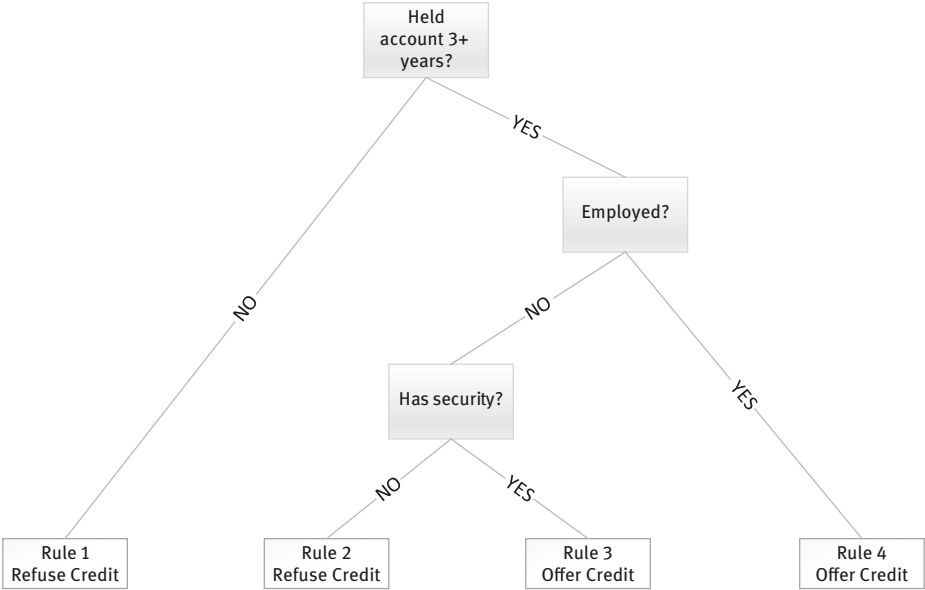 Held
account 3+
years?
YES
Employed?
NO
NO
Has security?
YES
NO
YES
Rule 1
Refuse Credit
Rule 2
Refuse Credit
Rule 3
Offer Credit
Rule 4
Offer Credit